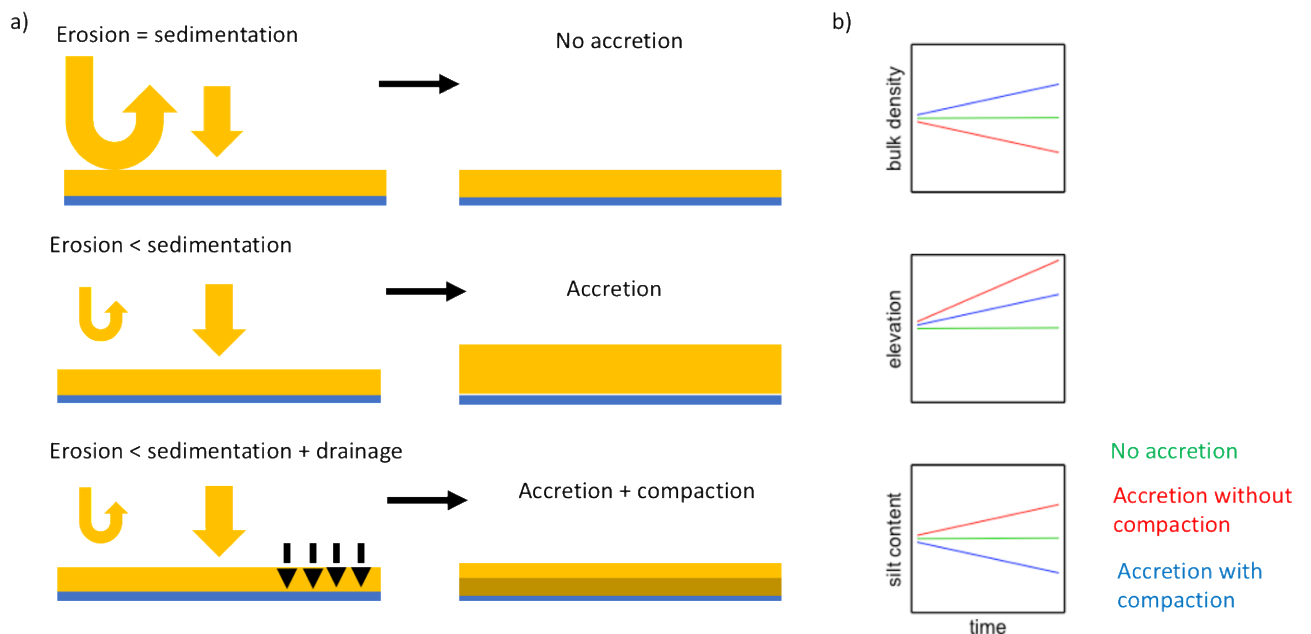 a)
Erosion = sedimentation
No accretion
Erosion < sedimentation
Accretion
Erosion < sedimentation + drainage
Accretion + compaction
b)
bulk density
elevation
silt content
time
No accretion
Accretion without
compaction
Accretion with
compaction